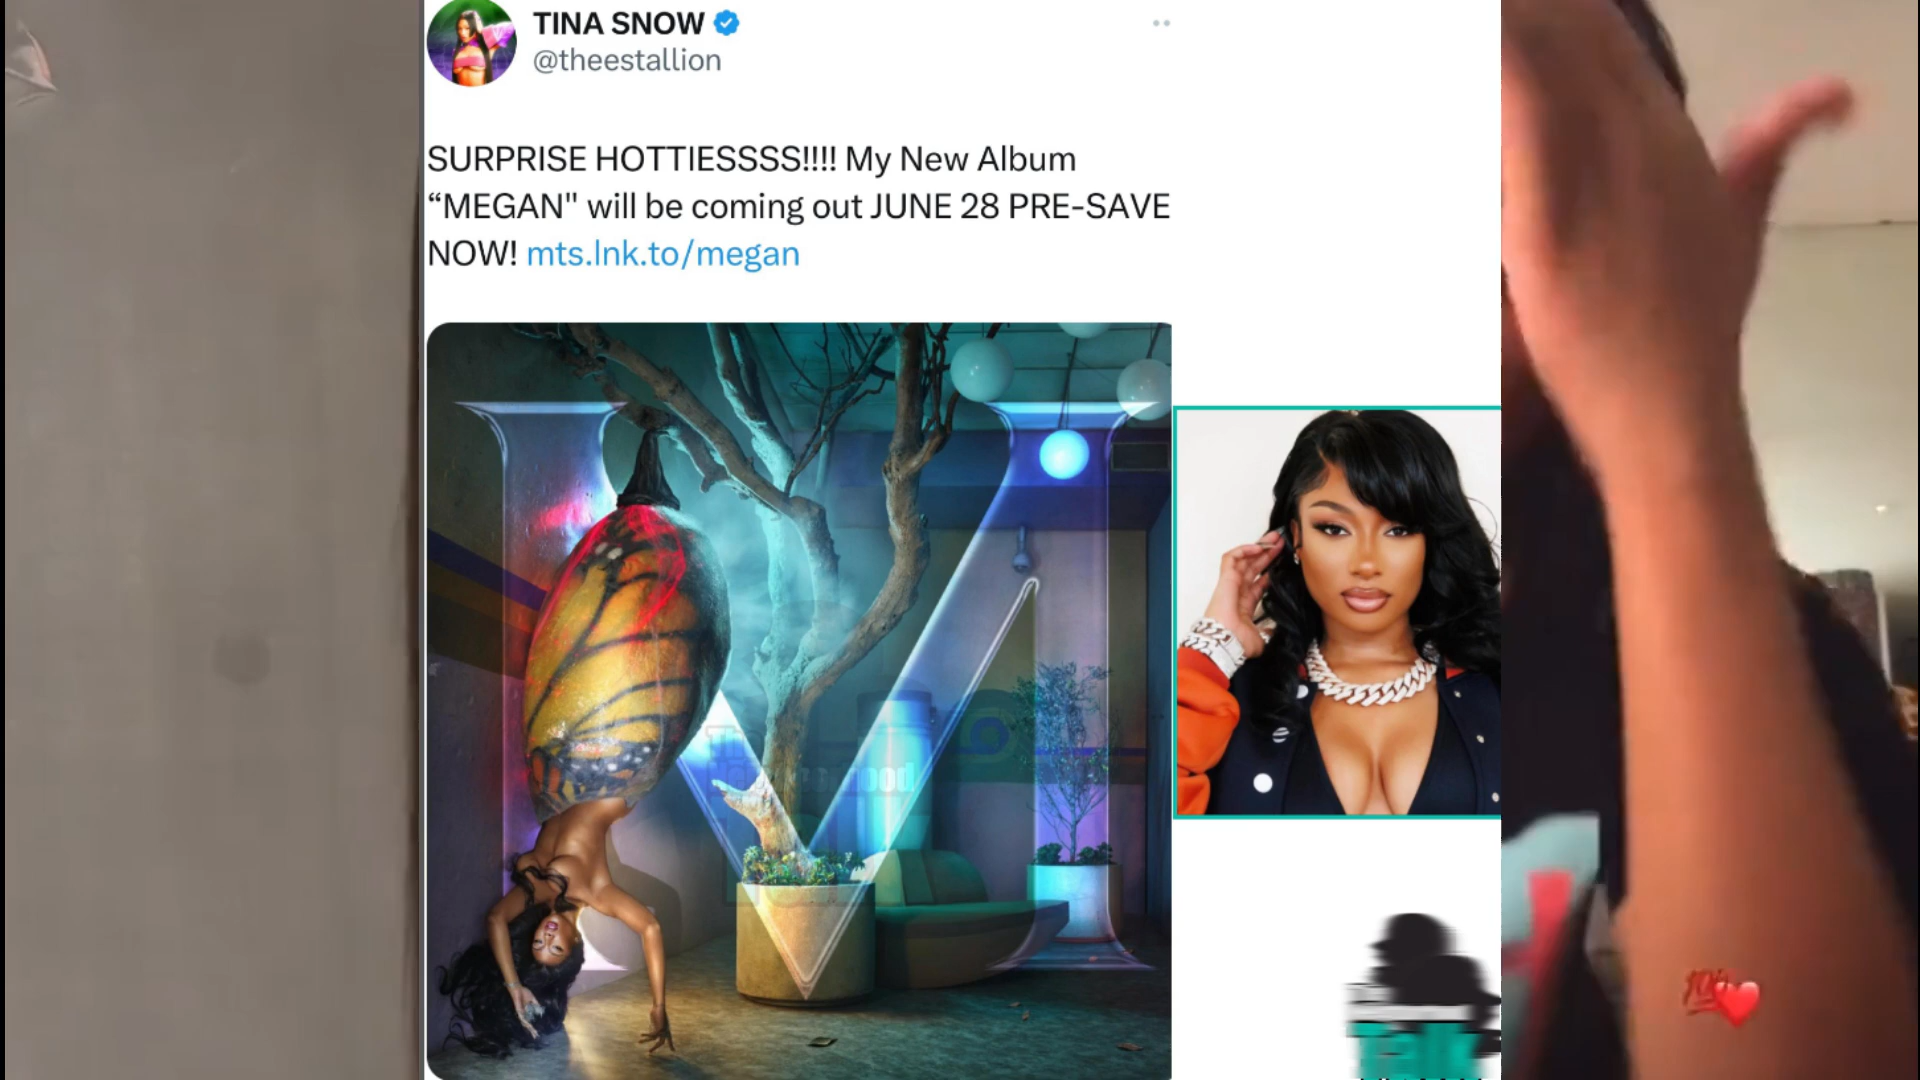 TINA SNOW
@theestallion
SURPRISE HOTTIESSSS!!!! My New Album
“MEGAN" will be coming out JUNE 28 PRE-SAVE
NOW! mts.lnk.to/megan
M
Talk